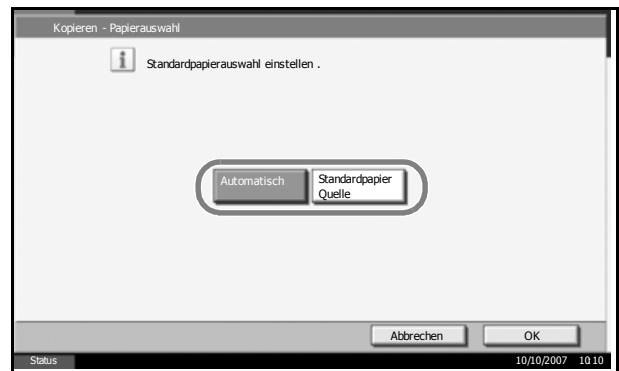 Kopieren - Papierauswahl
Standardpapierauswahl einstellen .
Automatisch
Standardpapier
Quelle
Abbrechen
OK
Status
10/10/2007 10:10